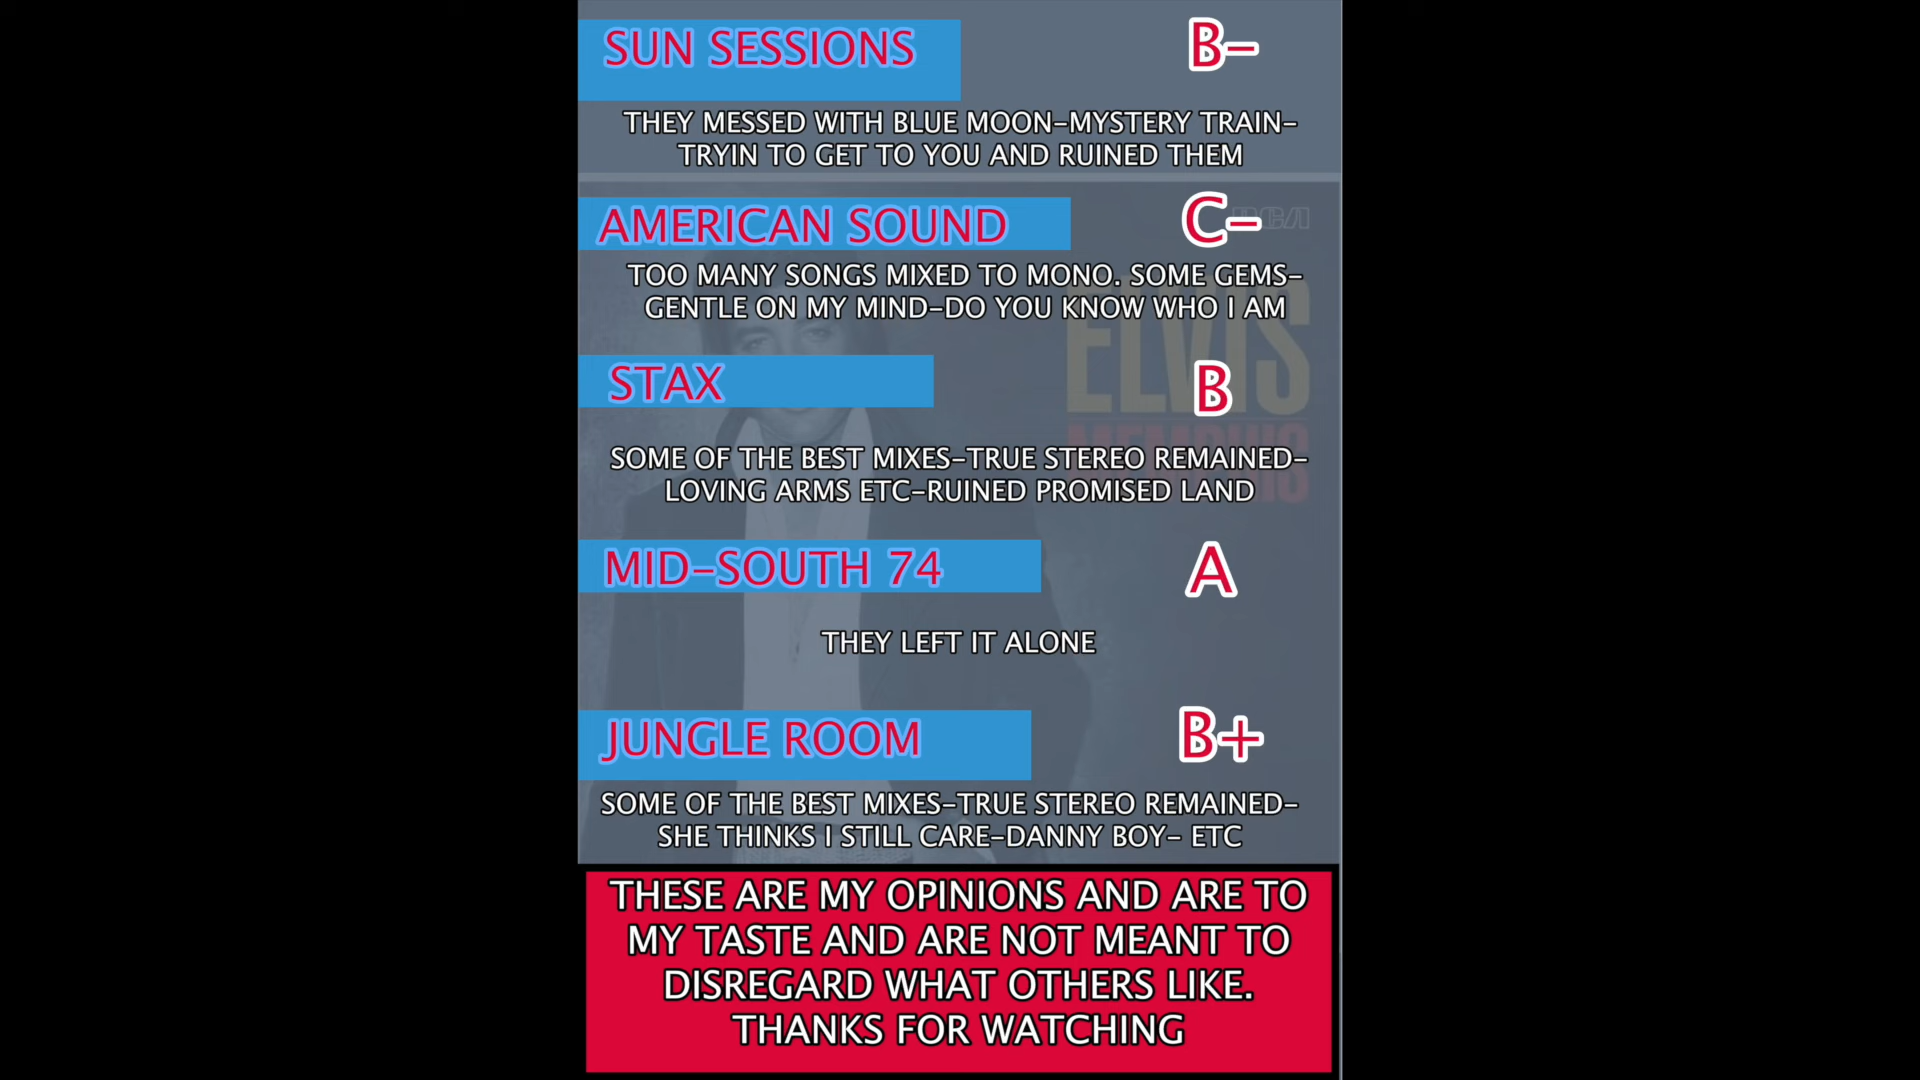 SUN SESSIONS
B-
THEY MESSED WITH BLUE MOON-MYSTERY TRAIN-
TRYIN TO GET TO YOU AND RUINED THEM
AMERICAN SOUND
C-
RCA
TOO MANY SONGS MIXED TO MONO. SOME GEMS-
GENTLE ON MY MIND-DO YOU KNOW WHO I AM
ELVIS
STAX
B
MEMPHIS
SOME OF THE BEST MIXES-TRUE STEREO REMAINED-
LOVING ARMS ETC-RUINED PROMISED LAND
MID-SOUTH 74
A
THEY LEFT IT ALONE
JUNGLE ROOM
B+
SOME OF THE BEST MIXES-TRUE STEREO REMAINED-
SHE THINKS I STILL CARE-DANNY BOY- ETC
THESE ARE MY OPINIONS AND ARE TO
MY TASTE AND ARE NOT MEANT TO
DISREGARD WHAT OTHERS LIKE.
THANKS FOR WATCHING